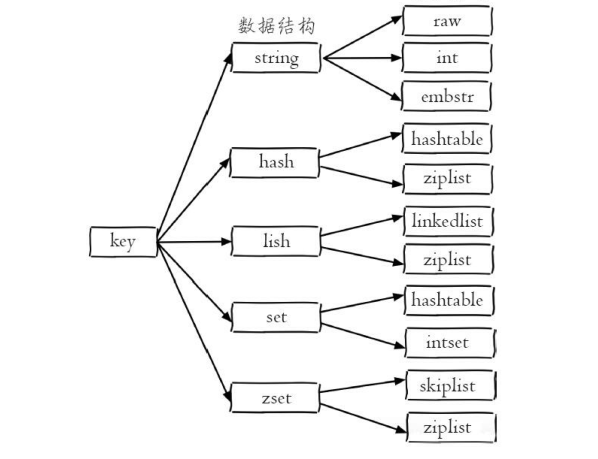 数据结构
string
raw
int
embstr
hash
hashtable
ziplist
key
lish
linkedlist
ziplist
set
hashtable
intset
zset
skiplist
ziplist